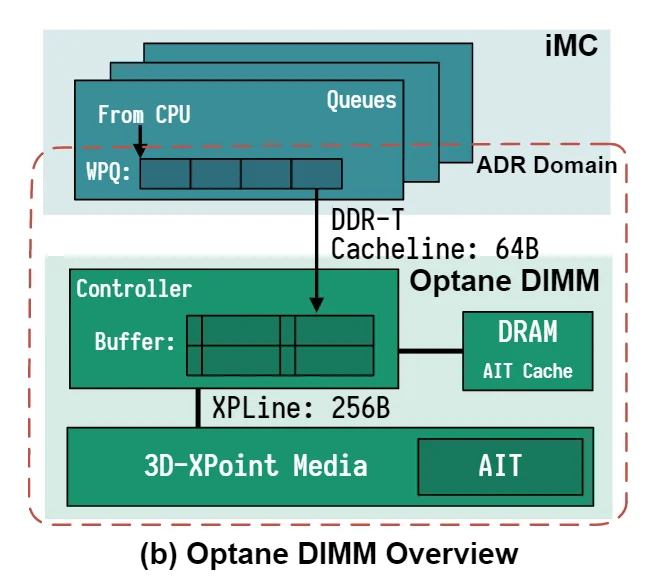 iMC
Queues
From CPU
ADR Domain
WPQ:
DDR-T
Cacheline: 64B
Optane DIMM
Controller
Buffer:
DRAM
AIT Cache
XPLine: 256B
3D-XPoint Media
AIT
(b) Optane DIMM Overview